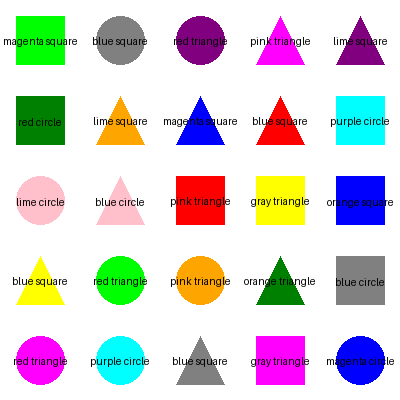 magenta square blue square red triangle pink triangle lime square
red circle lime square magenta square blue square purple circle
lime circle blue circle pink triangle gray triangle orange square
blue square red triangle pink triangle orange triangle blue circle
red triangle purple circle blue square gray triangle magenta circle